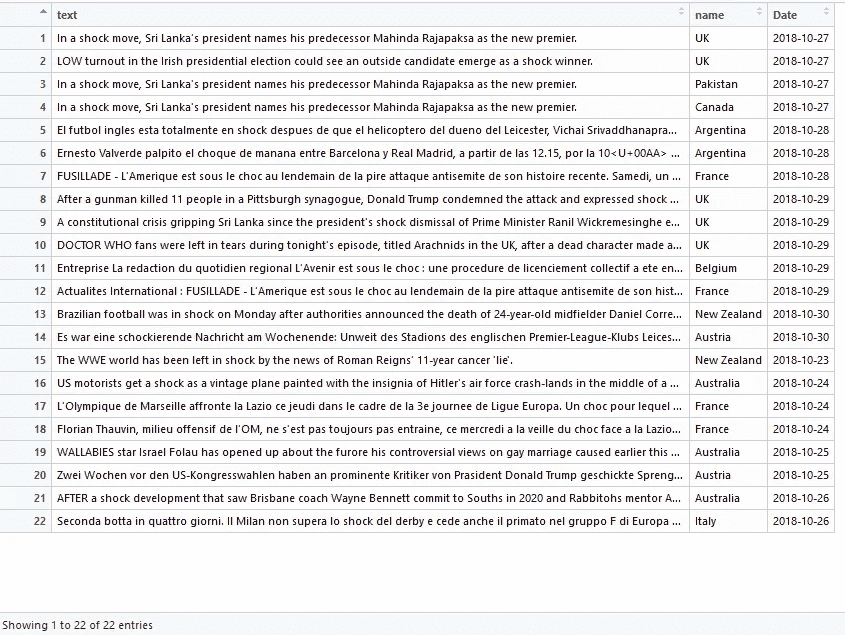 text name Date
1 In a shock move, Sri Lanka's president names his predecessor Mahinda Rajapaksa as the new premier. UK 2018-10-27
2 LOW turnout in the Irish presidential election could see an outside candidate emerge as a shock winner. UK 2018-10-27
3 In a shock move, Sri Lanka's president names his predecessor Mahinda Rajapaksa as the new premier. Pakistan 2018-10-27
4 In a shock move, Sri Lanka's president names his predecessor Mahinda Rajapaksa as the new premier. Canada 2018-10-27
5 El futbol ingles esta totalmente en shock despues de que el helicoptero del dueno del Leicester, Vichai Srivaddhanapra... Argentina 2018-10-28
6 Ernesto Valverde palpito el choque de manana entre Barcelona y Real Madrid, a partir de las 12.15, por la 10<U+00AA> ... Argentina 2018-10-28
7 FUSILLADE - L'Amerique est sous le choc au lendemain de la pire attaque antisemite de son histoire recente. Samedi, un ... France 2018-10-28
8 After a gunman killed 11 people in a Pittsburgh synagogue, Donald Trump condemned the attack and expressed shock ... UK 2018-10-29
9 A constitutional crisis gripping Sri Lanka since the president's shock dismissal of Prime Minister Ranil Wickremesinghe e... UK 2018-10-29
10 DOCTOR WHO fans were left in tears during tonight's episode, titled Arachnids in the UK, after a dead character made a... UK 2018-10-29
11 Entreprise La redaction du quotidien regional L'Avenir est sous le choc : une procedure de licenciement collectif a ete en... Belgium 2018-10-29
12 Actualites International : FUSILLADE - L'Amerique est sous le choc au lendemain de la pire attaque antisemite de son hist... France 2018-10-29
13 Brazilian football was in shock on Monday after authorities announced the death of 24-year-old midfielder Daniel Corre... New Zealand 2018-10-30
14 Es war eine schockierende Nachricht am Wochenende: Unweit des Stadions des englischen Premier-League-Klubs Leices... Austria 2018-10-30
15 The WWE world has been left in shock by the news of Roman Reigns' 11-year cancer 'lie'. New Zealand 2018-10-23
16 US motorists get a shock as a vintage plane painted with the insignia of Hitler's air force crash-lands in the middle of a ... Australia 2018-10-24
17 L'Olympique de Marseille affronte la Lazio ce jeudi dans le cadre de la 3e journee de Ligue Europa. Un choc pour lequel ... France 2018-10-24
18 Florian Thauvin, milieu offensif de l'OM, ne s'est pas toujours pas entraine, ce mercredi a la veille du choc face a la Lazio... France 2018-10-24
19 WALLABIES star Israel Folau has opened up about the furore his controversial views on gay marriage caused earlier this ... Australia 2018-10-25
20 Zwei Wochen vor den US-Kongresswahlen haben an prominente Kritiker von Prasident Donald Trump geschickte Spreng... Austria 2018-10-25
21 AFTER a shock development that saw Brisbane coach Wayne Bennett commit to Souths in 2020 and Rabbitohs mentor A... Australia 2018-10-26
22 Seconda botta in quattro giorni. Il Milan non supera lo shock del derby e cede anche il primato nel gruppo F di Europa ... Italy 2018-10-26
Showing 1 to 22 of 22 entries